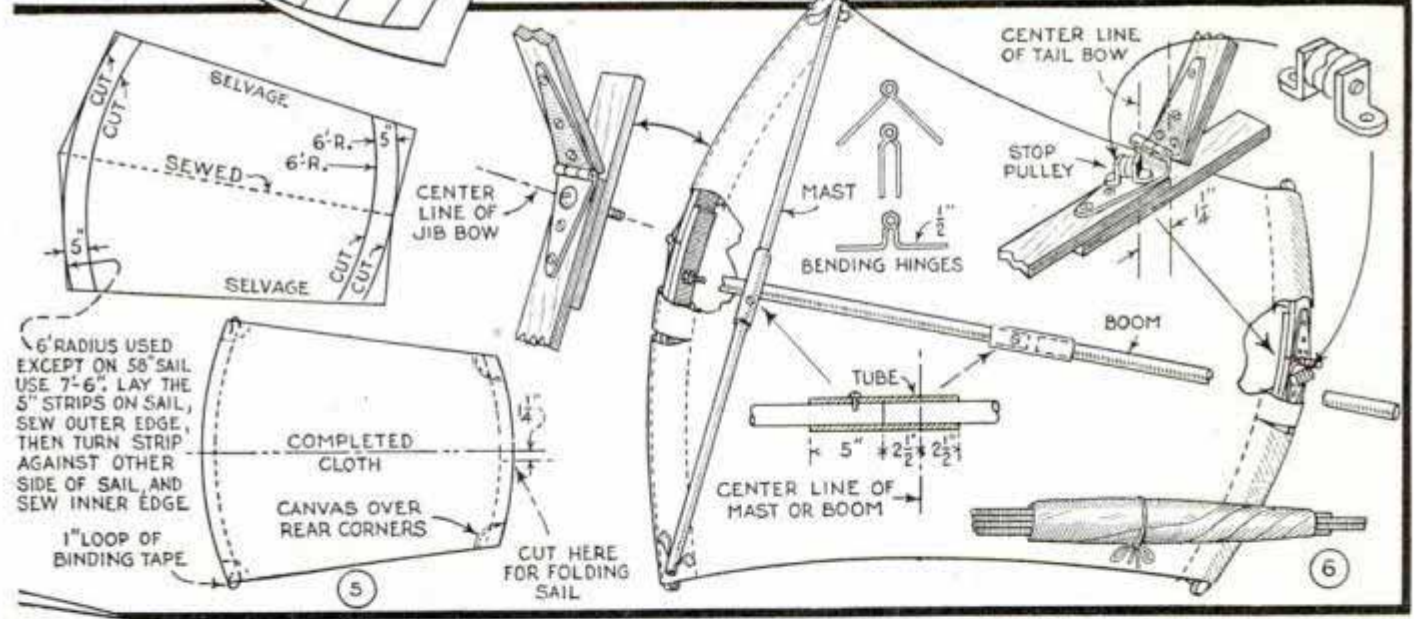 SELVAGE
CUT
CUT
6'-R.
5"
6'-R.
SEWED
5"
CUT
CUT
SELVAGE
6' RADIUS USED
EXCEPT ON 58" SAIL
USE 7'-6". LAY THE
5" STRIPS ON SAIL,
SEW OUTER EDGE,
THEN TURN STRIP
AGAINST OTHER
SIDE OF SAIL, AND
SEW INNER EDGE
1" LOOP OF
BINDING TAPE
COMPLETED
CLOTH
1 1/4"
CANVAS OVER
REAR CORNERS
CUT HERE
FOR FOLDING
SAIL
5
CENTER
LINE OF
JIB BOW
MAST
1/2"
BENDING HINGES
CENTER LINE
OF TAIL BOW
STOP
PULLEY
1 1/4"
BOOM
TUBE
5"
2 1/2"
2 1/2"
CENTER LINE OF
MAST OR BOOM
6